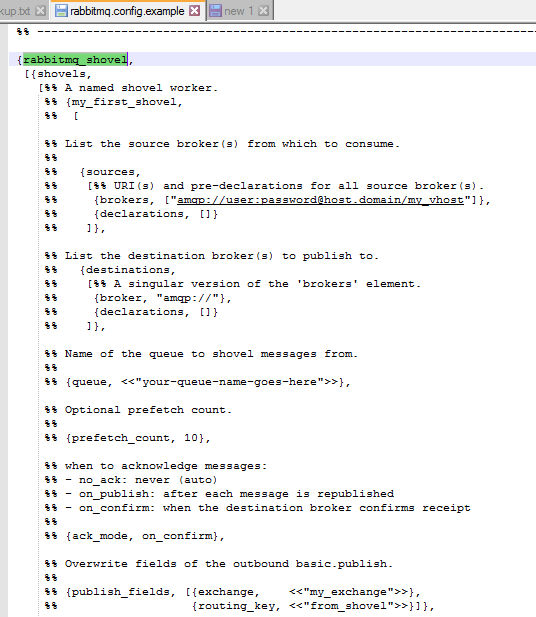 kup.txt rabbitmq.config.example new 1
%% ----------------------------------------------------------------------------
{rabbitmq_shovel,
[{shovels,
[%% A named shovel worker.
%% {my_first_shovel,
%% [
%% List the source broker(s) from which to consume.
%%
%% {sources,
%% [%% URI(s) and pre-declarations for all source broker(s).
%% {brokers, ["amqp://user:password@host.domain/my_vhost"]},
%% {declarations, []}
%% ]},
%% List the destination broker(s) to publish to.
%% {destinations,
%% [%% A singular version of the 'brokers' element.
%% {broker, "amqp://"},
%% {declarations, []}
%% ]},
%% Name of the queue to shovel messages from.
%%
%% {queue, <<"your-queue-name-goes-here">>},
%% Optional prefetch count.
%%
%% {prefetch_count, 10},
%% when to acknowledge messages:
%% - no_ack: never (auto)
%% - on_publish: after each message is republished
%% - on_confirm: when the destination broker confirms receipt
%%
%% {ack_mode, on_confirm},
%% Overwrite fields of the outbound basic.publish.
%%
%% {publish_fields, [{exchange, <<"my_exchange">>},
%% {routing_key, <<"from_shovel">>}]},